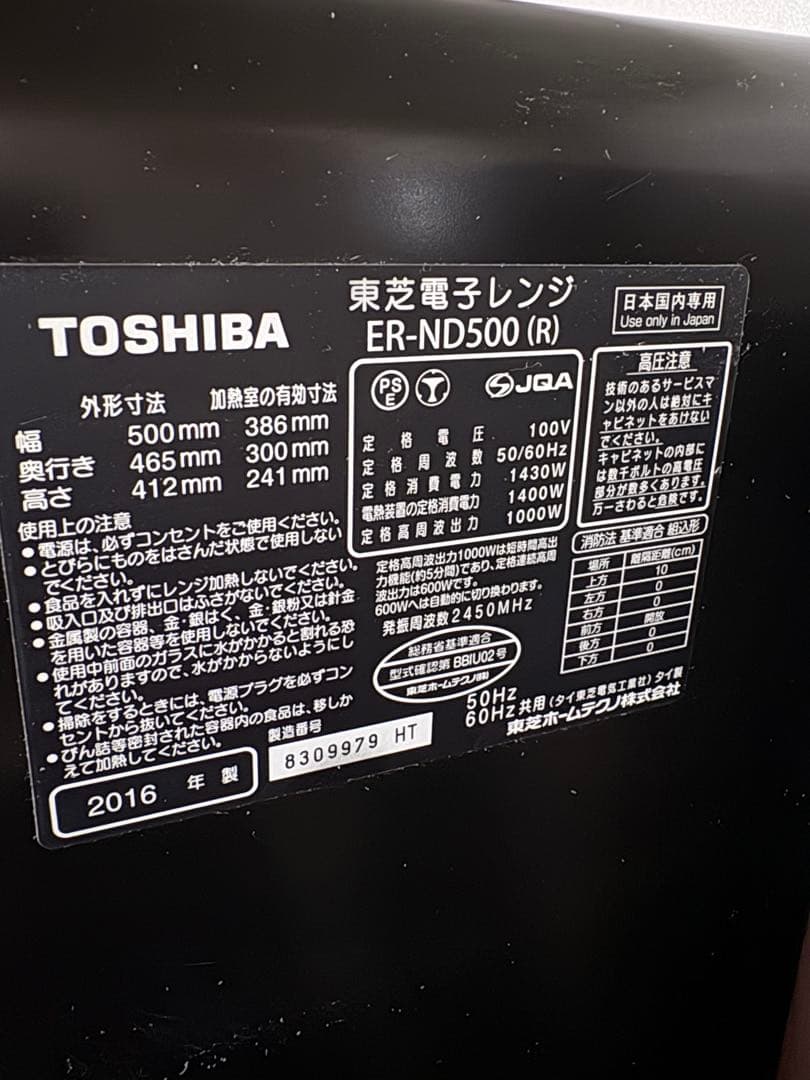 東芝電子レンジ
TOSHIBA
ER-ND500 (R)
日本国内専用
Use only in Japan
外形寸法 加熱室の有効寸法
幅 500mm 386mm
奥行き 465mm 300mm
高さ 412mm 241mm
PS
E
JQA
定格電圧 100V
定格周波数 50/60Hz
定格消費電力 1430W
電熱装置の定格消費電力 1400W
定格高周波出力 1000W
高圧注意
技術のあるサービスマ
ン以外の人は絶対にキ
ャビネットをあけない
でください。
キャビネットの内部に
は数千ボルトの高電圧
部分が数多くあります。
万一さわると危険です。
使用上の注意
●電源は、必ずコンセントをご使用ください。
●とびらにものをはさんだ状態で使用しない
でください。
●食品を入れずにレンジ加熱しないでください。
●吸入口及び排出口はふさがないでください。
●金属製の容器、金・銀はく、金・銀粉又は針金
を用いた容器等を使用しないでください。
●使用中前面のガラスに水がかかると割れる恐
れがありますので、水がかからないようにし
てください。
●掃除をするときには、電源プラグを必ずコン
セントから抜いてください。
●びん詰等密封された容器内の食品は、移しか
えて加熱してください。
定格高周波出力1000Wは短時間高出
力機能(約5分間)であり、定格連続高周
波出力は600Wです。
600Wへは自動的に切り換わります。
発振周波数2450MHz
総務省基準適合
型式確認第 BBIU02号
東芝ホームテクノ(株)
消防法 基準適合 組込形
場所 離隔距離(cm)
上方 10
左方 0
右方 0
前方 開放
後方 0
下方 0
50Hz
60Hz 共用 (タイ東芝電気工業社) タイ製
東芝ホームテクノ株式会社
製造番号
8309979 HT
2016 年 製